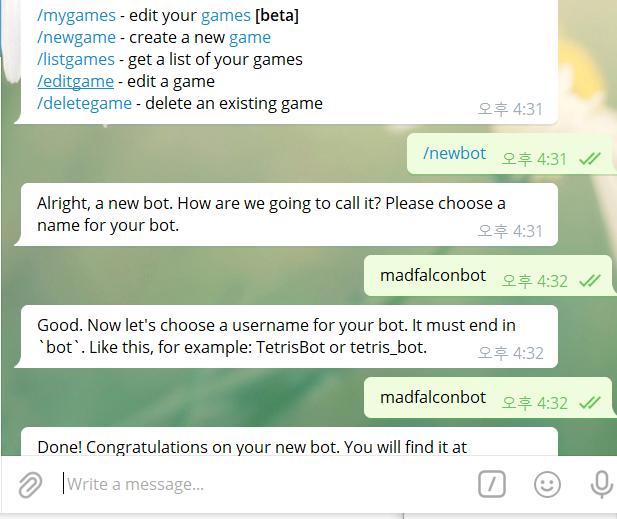 /mygames - edit your games [beta]
/newgame - create a new game
/listgames - get a list of your games
/editgame - edit a game
/deletegame - delete an existing game
오후 4:31
/newbot 오후 4:31
Alright, a new bot. How are we going to call it? Please choose a
name for your bot.
오후 4:31
madfalconbot 오후 4:32
Good. Now let's choose a username for your bot. It must end in
`bot`. Like this, for example: TetrisBot or tetris_bot.
오후 4:32
madfalconbot 오후 4:32
Done! Congratulations on your new bot. You will find it at
Write a message...